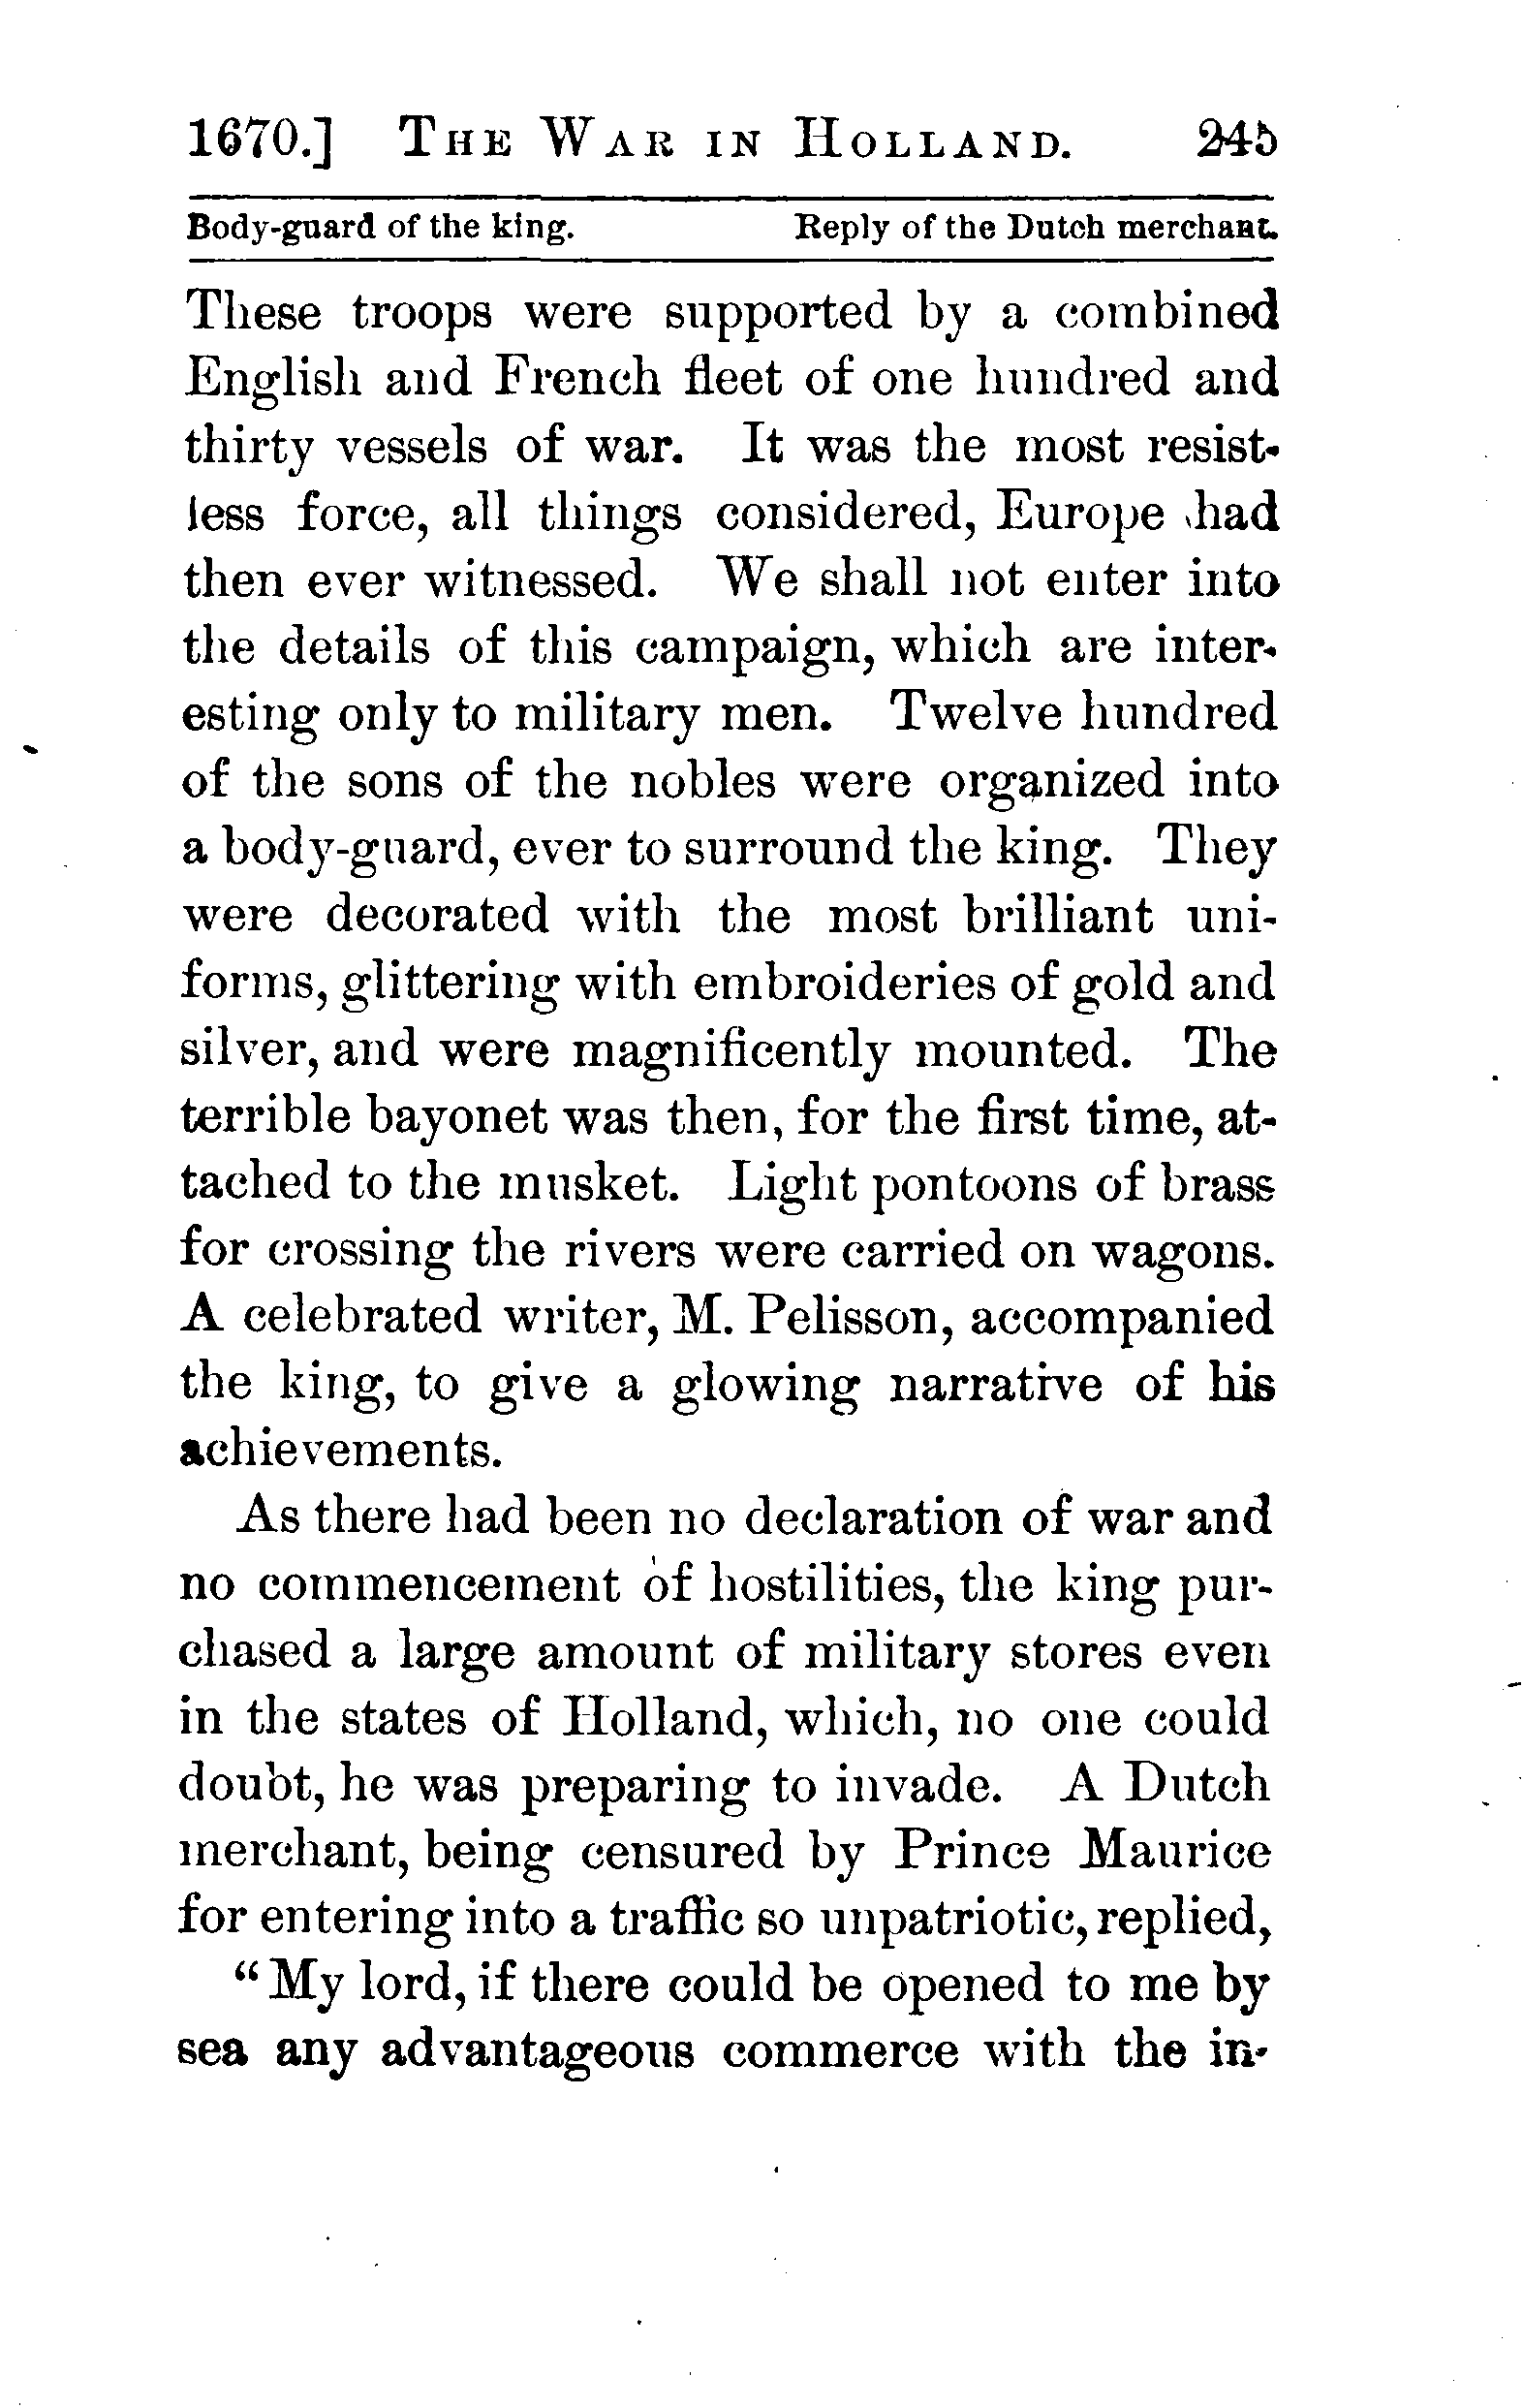 1670.] THE WAR IN HOLLAND. 245
Body-guard of the king. Reply of the Dutch merchant.
These troops were supported by a combined
English and French fleet of one hundred and
thirty vessels of war. It was the most resist-
less force, all things considered, Europe had
then ever witnessed. We shall not enter into
the details of this campaign, which are inter-
esting only to military men. Twelve hundred
of the sons of the nobles were organized into
a body-guard, ever to surround the king. They
were decorated with the most brilliant uni-
forms, glittering with embroideries of gold and
silver, and were magnificently mounted. The
terrible bayonet was then, for the first time, at-
tached to the musket. Light pontoons of brass
for crossing the rivers were carried on wagons.
A celebrated writer, M. Pelisson, accompanied
the king, to give a glowing narrative of his
achievements.
As there had been no declaration of war and
no commencement of hostilities, the king pur-
chased a large amount of military stores even
in the states of Holland, which, no one could
doubt, he was preparing to invade. A Dutch
merchant, being censured by Prince Maurice
for entering into a traffic so unpatriotic, replied,
"My lord, if there could be opened to me by
sea any advantageous commerce with the in-